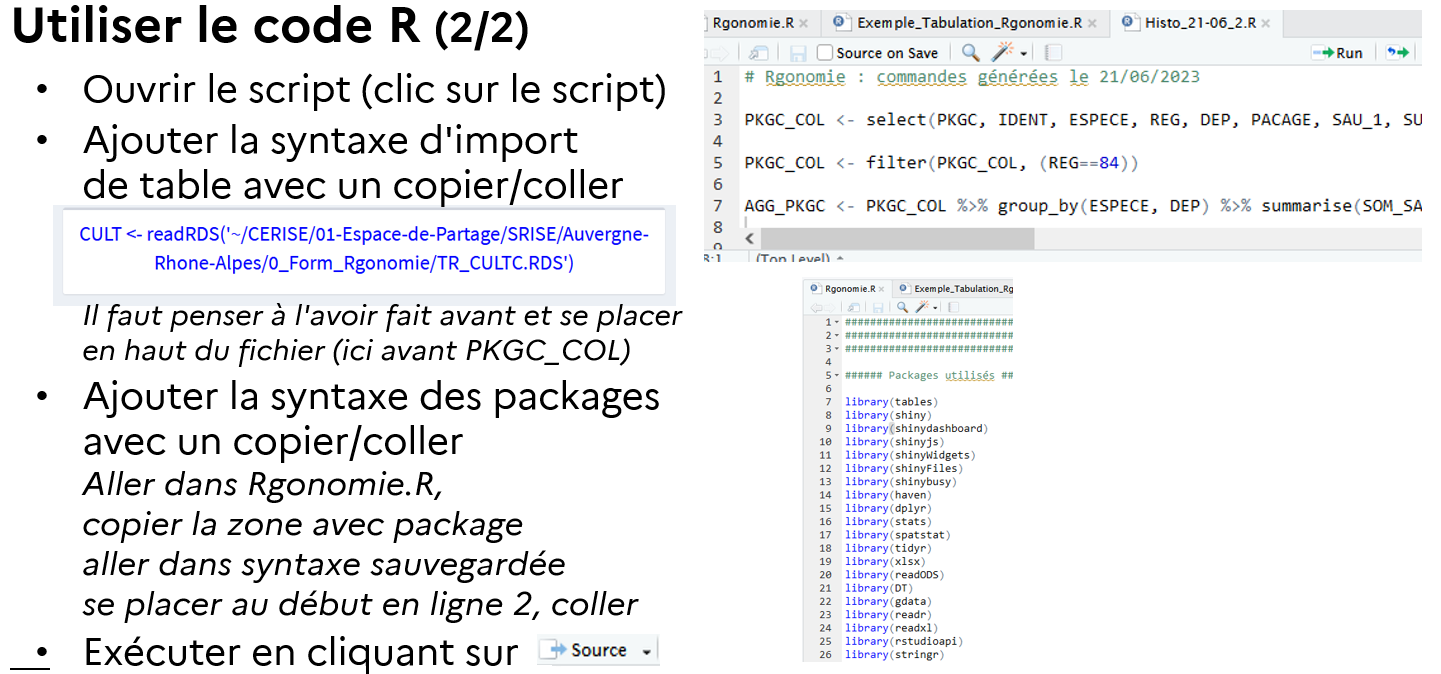 Utiliser le code R (2/2)
• Ouvrir le script (clic sur le script)
• Ajouter la syntaxe d'import
de table avec un copier/coller
CULT <- readRDS('~/CERISE/01-Espace-de-Partage/SRISE/Auvergne-
Rhone-Alpes/0_Form_Rgonomie/TR_CULTC.RDS')
Il faut penser à l'avoir fait avant et se placer
en haut du fichier (ici avant PKGC_COL)
• Ajouter la syntaxe des packages
avec un copier/coller
Aller dans Rgonomie.R,
copier la zone avec package
aller dans syntaxe sauvegardée
se placer au début en ligne 2, coller
• Exécuter en cliquant sur Source
Rgonomie.R × Exemple_Tabulation_Rgonomie.R × Histo_21-06_2.R ×
Source on Save Run
1 # Rgonomie : commandes générées le 21/06/2023
2
3 PKGC_COL <- select(PKGC, IDENT, ESPECE, REG, DEP, PACAGE, SAU_1, SU
4
5 PKGC_COL <- filter(PKGC_COL, (REG==84))
6
7 AGG_PKGC <- PKGC_COL %>% group_by(ESPECE, DEP) %>% summarise(SOM_SA
8
9
8:1 (Top Level)
Rgonomie.R × Exemple_Tabulation_Rg
1 ###########################
2 ###########################
3 ###########################
4
5 ###### Packages utilisés ##
6
7 library(tables)
8 library(shiny)
9 library(shinydashboard)
10 library(shinyjs)
11 library(shinyWidgets)
12 library(shinyFiles)
13 library(shinybusy)
14 library(haven)
15 library(dplyr)
16 library(stats)
17 library(spatstat)
18 library(tidyr)
19 library(xlsx)
20 library(readODS)
21 library(DT)
22 library(gdata)
23 library(readr)
24 library(readxl)
25 library(rstudioapi)
26 library(stringr)